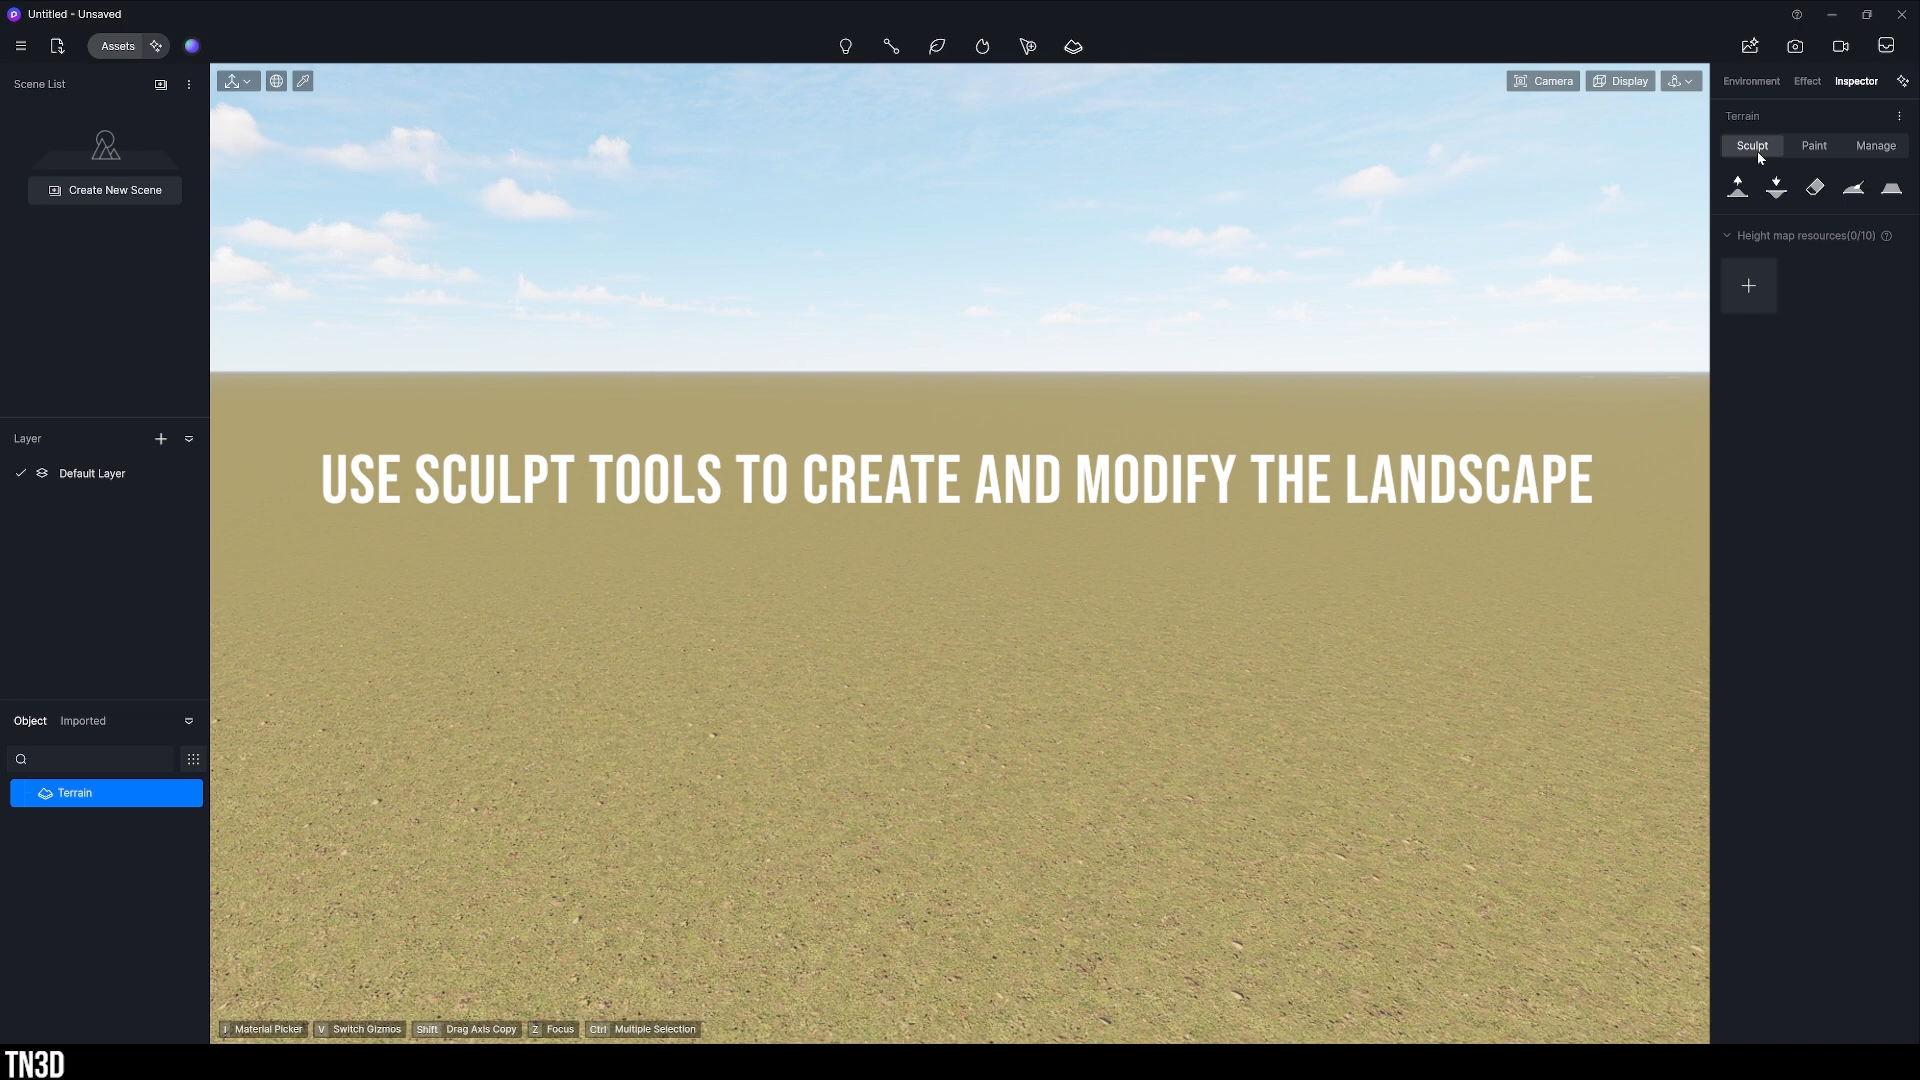 Untitled - Unsaved
Assets
Scene List
Create New Scene
Layer
Default Layer
Object Imported
Terrain
Camera Display
USE SCULPT TOOLS TO CREATE AND MODIFY THE LANDSCAPE
I Material Picker V Switch Gizmos Shift Drag Axis Copy Z Focus Ctrl Multiple Selection
Environment Effect Inspector
Terrain
Sculpt Paint Manage
Height map resources(0/10)
TN3D